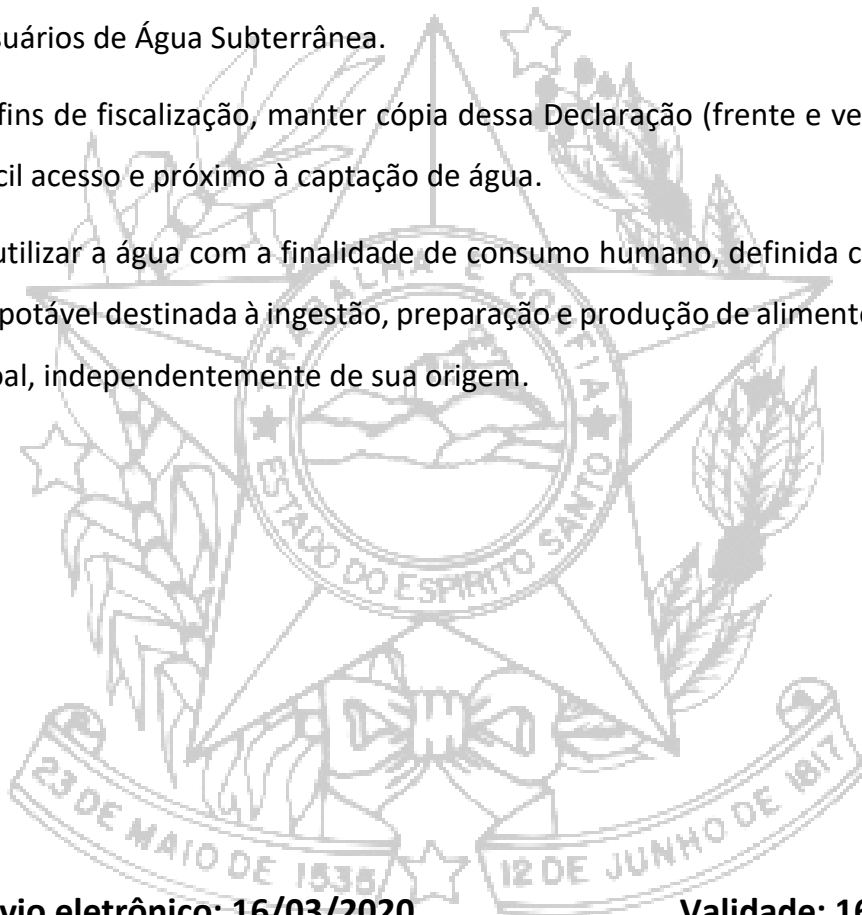 suários de Água Subterrânea.
fins de fiscalização, manter cópia dessa Declaração (frente e ve
cil acesso e próximo à captação de água.
utilizar a água com a finalidade de consumo humano, definida c
potável destinada à ingestão, preparação e produção de aliment
oal, independentemente de sua origem.
TRABALHA E CONFIA
ESTADO DO ESPIRITO SANTO
23 DE MAIO DE 1535
12 DE JUNHO DE 1817
vio eletrônico: 16/03/2020 Validade: 16